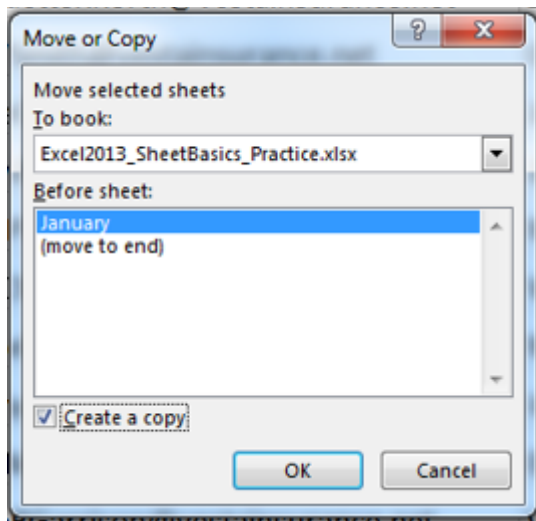 Move or Copy
?
Move selected sheets
To book:
Excel2013_SheetBasics_Practice.xlsx
Before sheet:
January
(move to end)
Create a copy
OK Cancel